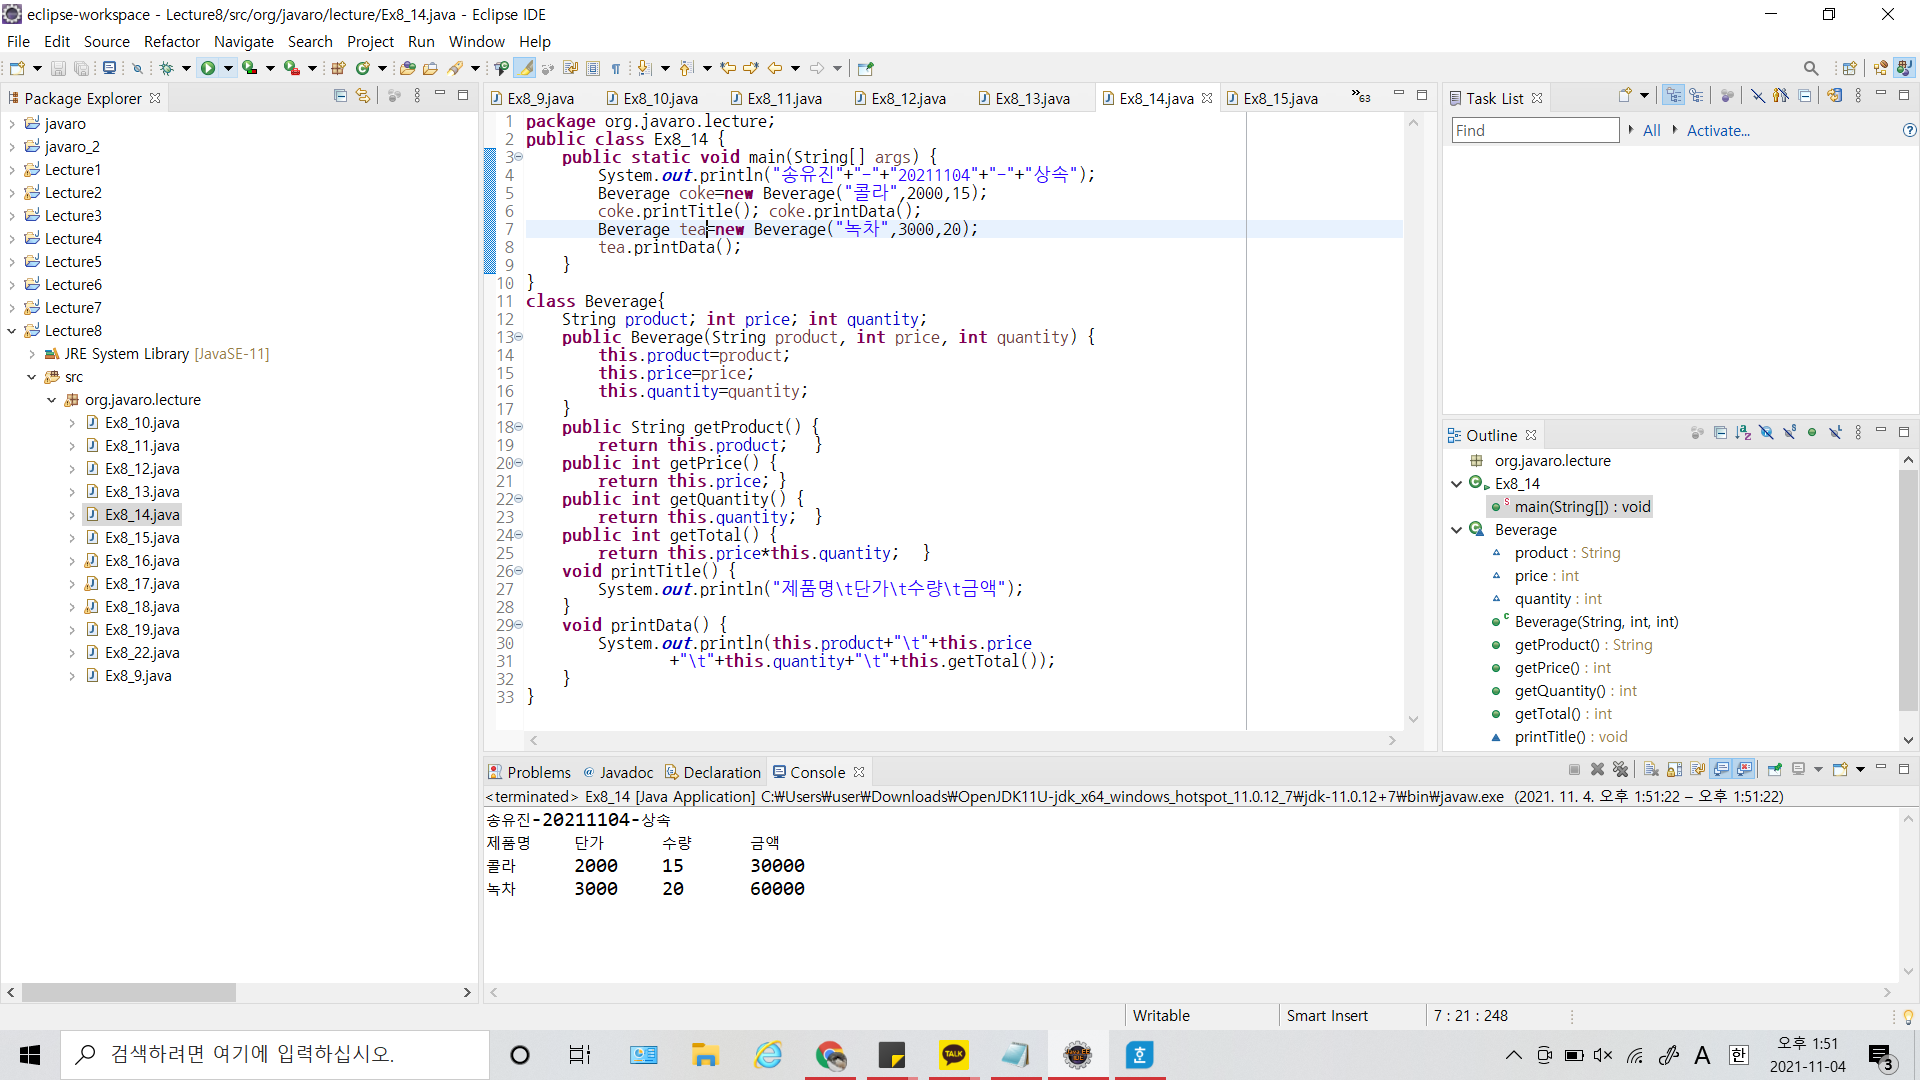 eclipse-workspace - Lecture8/src/org/javaro/lecture/Ex8_14.java - Eclipse IDE
File Edit Source Refactor Navigate Search Project Run Window Help
Package Explorer
javaro
javaro_2
Lecture1
Lecture2
Lecture3
Lecture4
Lecture5
Lecture6
Lecture7
Lecture8
JRE System Library [JavaSE-11]
src
org.javaro.lecture
Ex8_10.java
Ex8_11.java
Ex8_12.java
Ex8_13.java
Ex8_14.java
Ex8_15.java
Ex8_16.java
Ex8_17.java
Ex8_18.java
Ex8_19.java
Ex8_22.java
Ex8_9.java
Ex8_9.java Ex8_10.java Ex8_11.java Ex8_12.java Ex8_13.java Ex8_14.java Ex8_15.java »63
1 package org.javaro.lecture;
2 public class Ex8_14 {
3 public static void main(String[] args) {
4 System.out.println("송유진"+"-"+"20211104"+"-"+"상속");
5 Beverage coke=new Beverage("콜라",2000,15);
6 coke.printTitle(); coke.printData();
7 Beverage tea=new Beverage("녹차",3000,20);
8 tea.printData();
9 }
10 }
11 class Beverage{
12 String product; int price; int quantity;
13 public Beverage(String product, int price, int quantity) {
14 this.product=product;
15 this.price=price;
16 this.quantity=quantity;
17 }
18 public String getProduct() {
19 return this.product; }
20 public int getPrice() {
21 return this.price; }
22 public int getQuantity() {
23 return this.quantity; }
24 public int getTotal() {
25 return this.price*this.quantity; }
26 void printTitle() {
27 System.out.println("제품명\t단가\t수량\t금액");
28 }
29 void printData() {
30 System.out.println(this.product+"\t"+this.price
31 +"\t"+this.quantity+"\t"+this.getTotal());
32 }
33 }
Task List
Find All Activate...
Outline
org.javaro.lecture
Ex8_14
main(String[]) : void
Beverage
product : String
price : int
quantity : int
Beverage(String, int, int)
getProduct() : String
getPrice() : int
getQuantity() : int
getTotal() : int
printTitle() : void
Problems @ Javadoc Declaration Console
<terminated> Ex8_14 [Java Application] C:₩Users₩user₩Downloads₩OpenJDK11U-jdk_x64_windows_hotspot_11.0.12_7₩jdk-11.0.12+7₩bin₩javaw.exe (2021. 11. 4. 오후 1:51:22 – 오후 1:51:22)
송유진-20211104-상속
제품명 단가 수량 금액
콜라 2000 15 30000
녹차 3000 20 60000
Writable Smart Insert 7 : 21 : 248
검색하려면 여기에 입력하십시오.
TALK
A 한
오후 1:51
2021-11-04
3